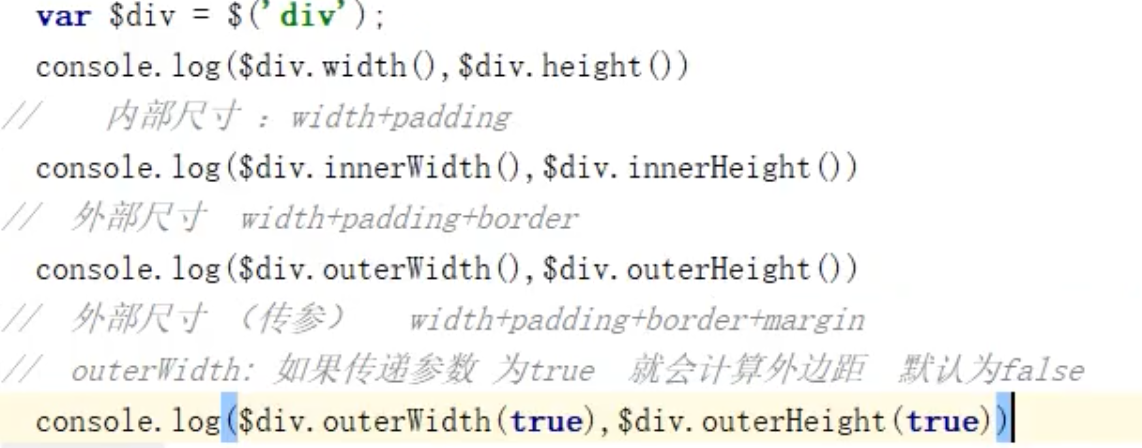 var $div = $('div');
console.log($div.width(),$div.height())
// 内部尺寸 : width+padding
console.log($div.innerWidth(),$div.innerHeight())
// 外部尺寸 width+padding+border
console.log($div.outerWidth(),$div.outerHeight())
// 外部尺寸 （传参） width+padding+border+margin
// outerWidth: 如果传递参数 为true 就会计算外边距 默认为false
console.log($div.outerWidth(true),$div.outerHeight(true))